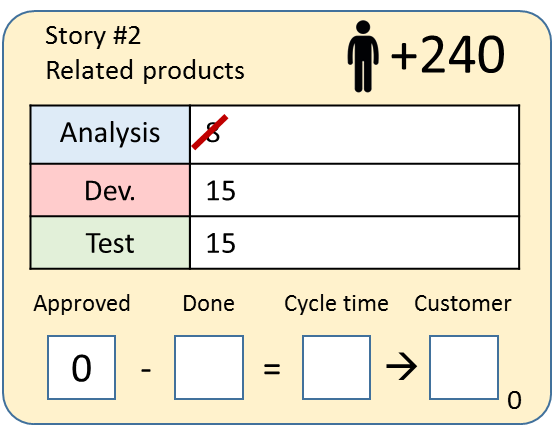 Story #2
Related products
+240
Analysis 8
Dev. 15
Test 15
Approved Done Cycle time Customer
0 - = →
0